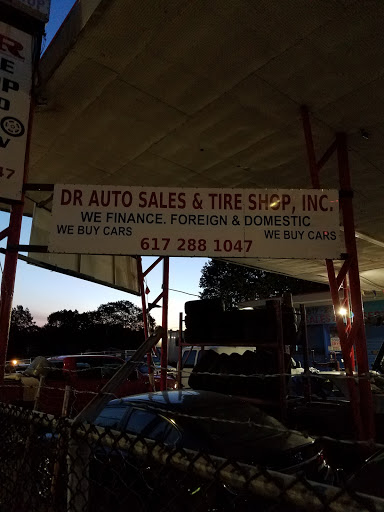 DR AUTO SALES & TIRE SHOP, INC.
WE FINANCE. FOREIGN & DOMESTIC
WE BUY CARS WE BUY CARS
617 288 1047